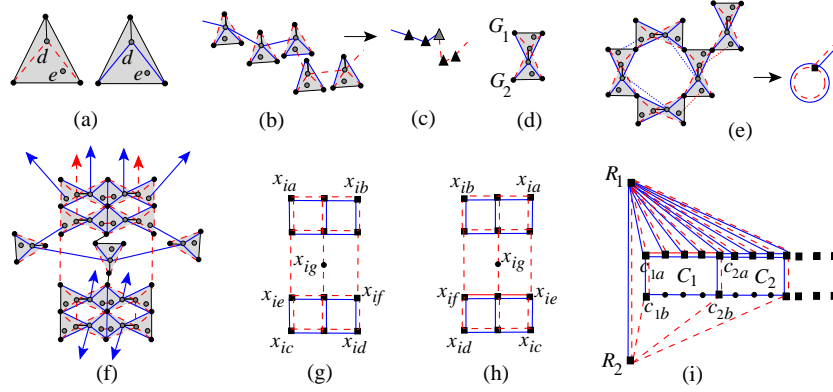 d
e
d
e
G1
G2
(a)
(b)
(c)
(d)
(e)
xia
xib
xig
xie
xif
xic
xid
xib
xia
xig
xif
xie
xid
xic
R1
c1a
C1
c2a
C2
c1b
c2b
R2
(f)
(g)
(h)
(i)